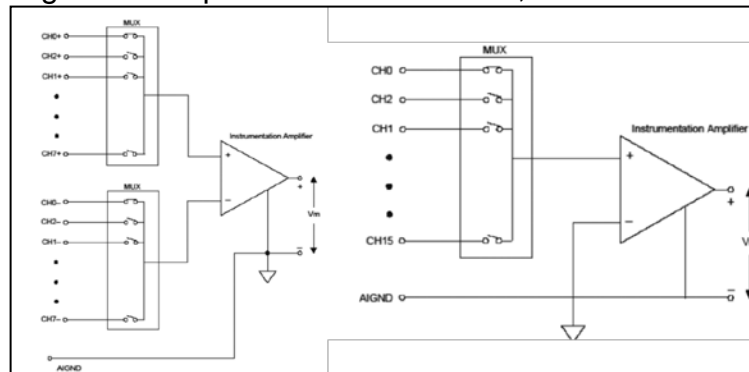 MUX
CH0+
CH2+
CH1+
CH7+
Instrumentation Amplifier
+
−
+
Vm
−
MUX
CH0−
CH2−
CH1−
CH7−
AIGND
MUX
CH0
CH2
CH1
CH15
Instrumentation Amplifier
+
−
+
V
−
AIGND